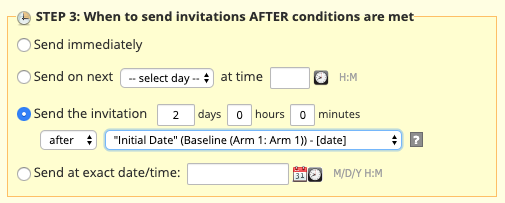 STEP 3: When to send invitations AFTER conditions are met
Send immediately
Send on next -- select day -- at time H:M
Send the invitation 2 days 0 hours 0 minutes
after "Initial Date" (Baseline (Arm 1: Arm 1)) - [date] ?
Send at exact date/time: 31 M/D/Y H:M